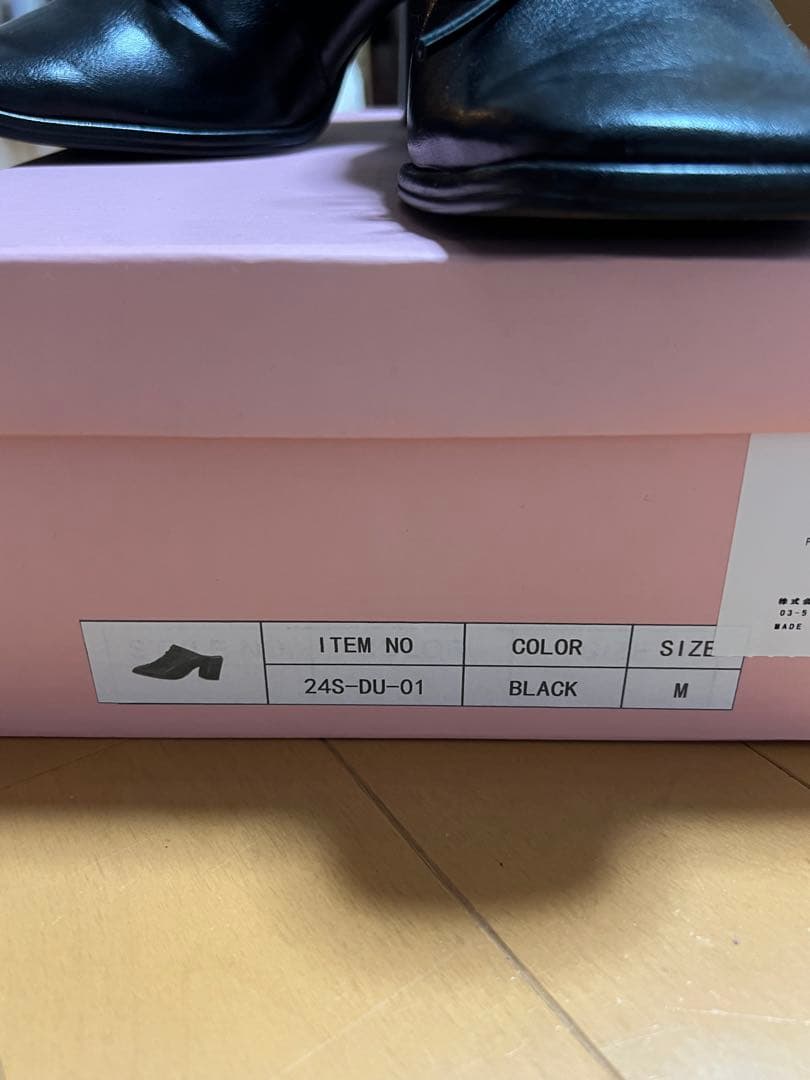 ITEM NO COLOR SIZE
24S-DU-01 BLACK M
株式会
03-5
MADE